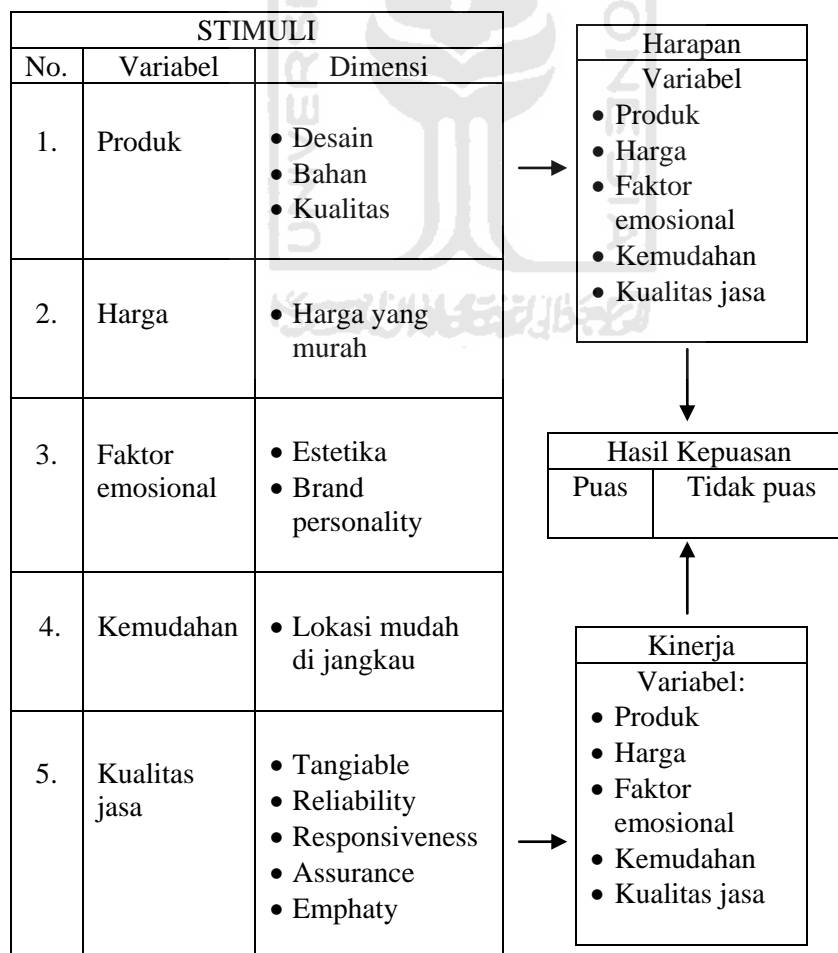 STIMULI
No. Variabel Dimensi
1. Produk • Desain
• Bahan
• Kualitas
2. Harga • Harga yang
murah
3. Faktor • Estetika
emosional • Brand
personality
4. Kemudahan • Lokasi mudah
di jangkau
5. Kualitas • Tangiable
jasa • Reliability
• Responsiveness
• Assurance
• Emphaty
Harapan
Variabel
• Produk
• Harga
• Faktor
emosional
• Kemudahan
• Kualitas jasa
Hasil Kepuasan
Puas Tidak puas
Kinerja
Variabel:
• Produk
• Harga
• Faktor
emosional
• Kemudahan
• Kualitas jasa